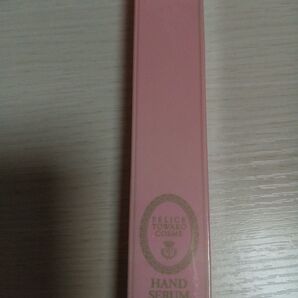 FELICE
TOWAKO
COSME
HAND
SERUM